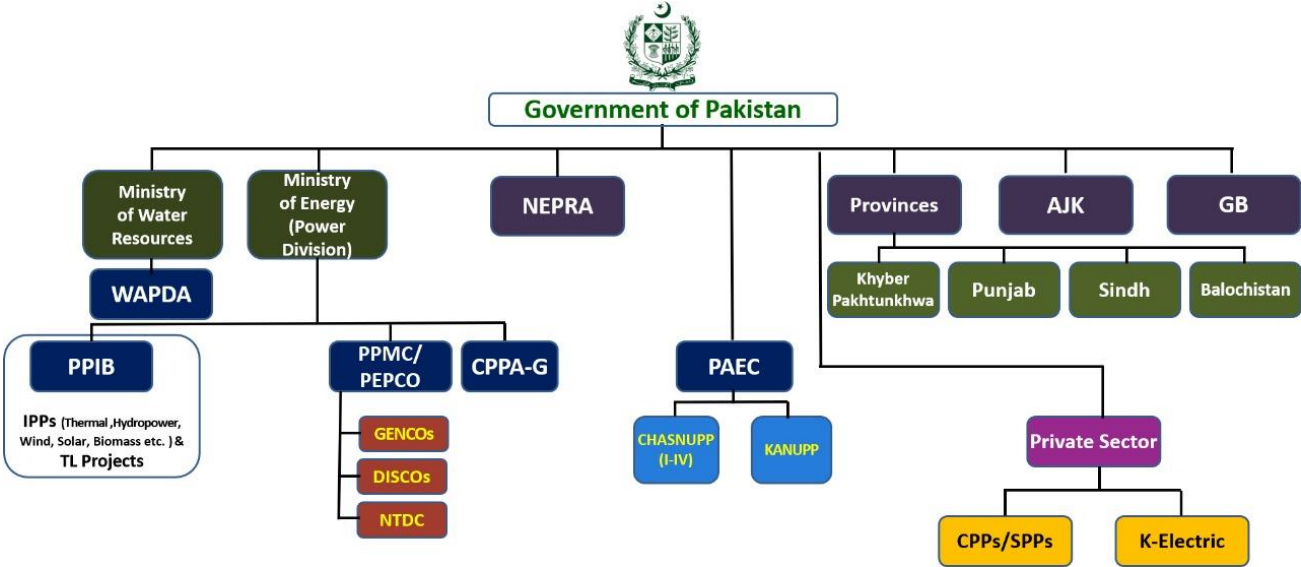 Government of Pakistan
Ministry
of Water
Resources
Ministry
of Energy
(Power
Division)
NEPRA
Provinces
AJK
GB
WAPDA
Khyber
Pakhtunkhwa
Punjab
Sindh
Balochistan
PPIB
PPMC/
PEPCO
CPPA-G
PAEC
IPPs (Thermal ,Hydropower,
Wind, Solar, Biomass etc. ) &
TL Projects
GENCOs
DISCOs
NTDC
CHASNUPP
(I-IV)
KANUPP
Private Sector
CPPs/SPPs
K-Electric